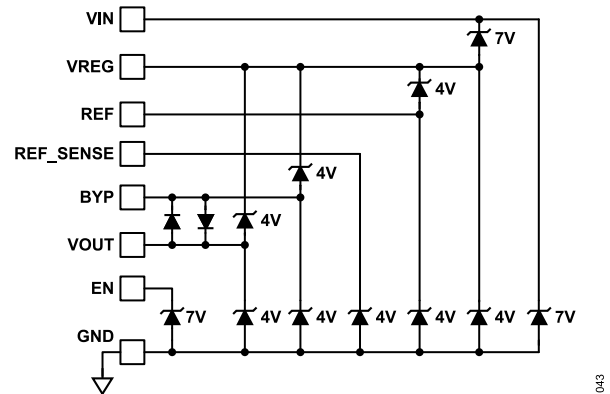 VIN
7V
VREG
4V
REF
REF_SENSE
4V
BYP
4V
VOUT
EN
7V 4V 4V 4V 4V 4V 7V
GND
043